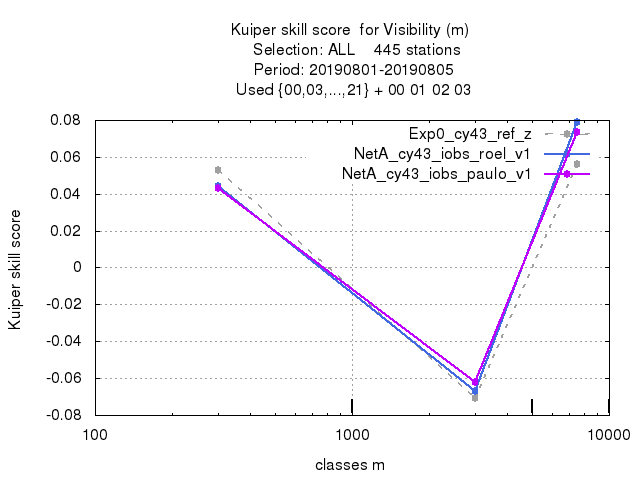 Kuiper skill score  for Visibility (m)
Selection: ALL    445 stations
Period: 20190801-20190805
Used {00,03,...,21} + 00 01 02 03
Exp0_cy43_ref_z
NetA_cy43_iobs_roel_v1
NetA_cy43_iobs_paulo_v1
0.08
0.06
0.04
0.02
0
-0.02
-0.04
-0.06
-0.08
Kuiper skill score
100
1000
10000
classes m